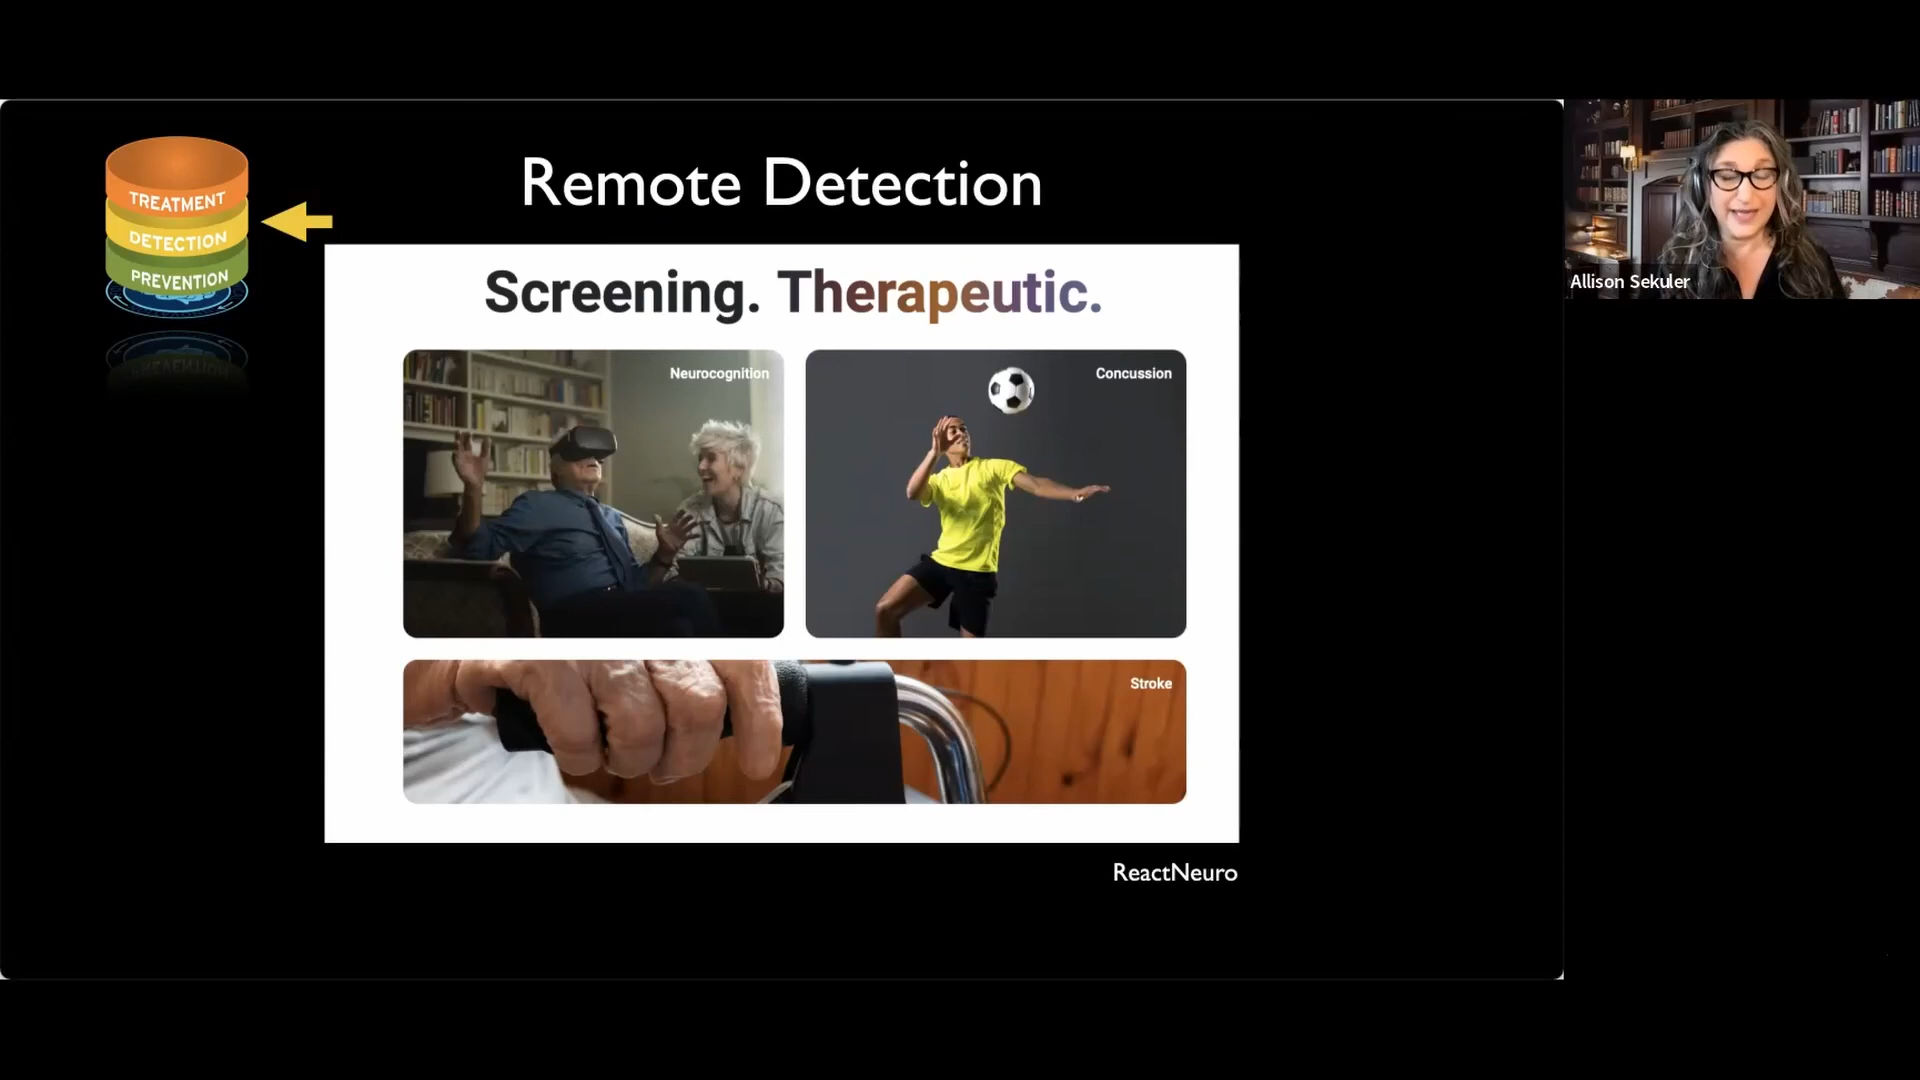 Remote Detection
TREATMENT
DETECTION
PREVENTION
Screening. Therapeutic.
Neurocognition
Concussion
Stroke
ReactNeuro
Allison Sekuler